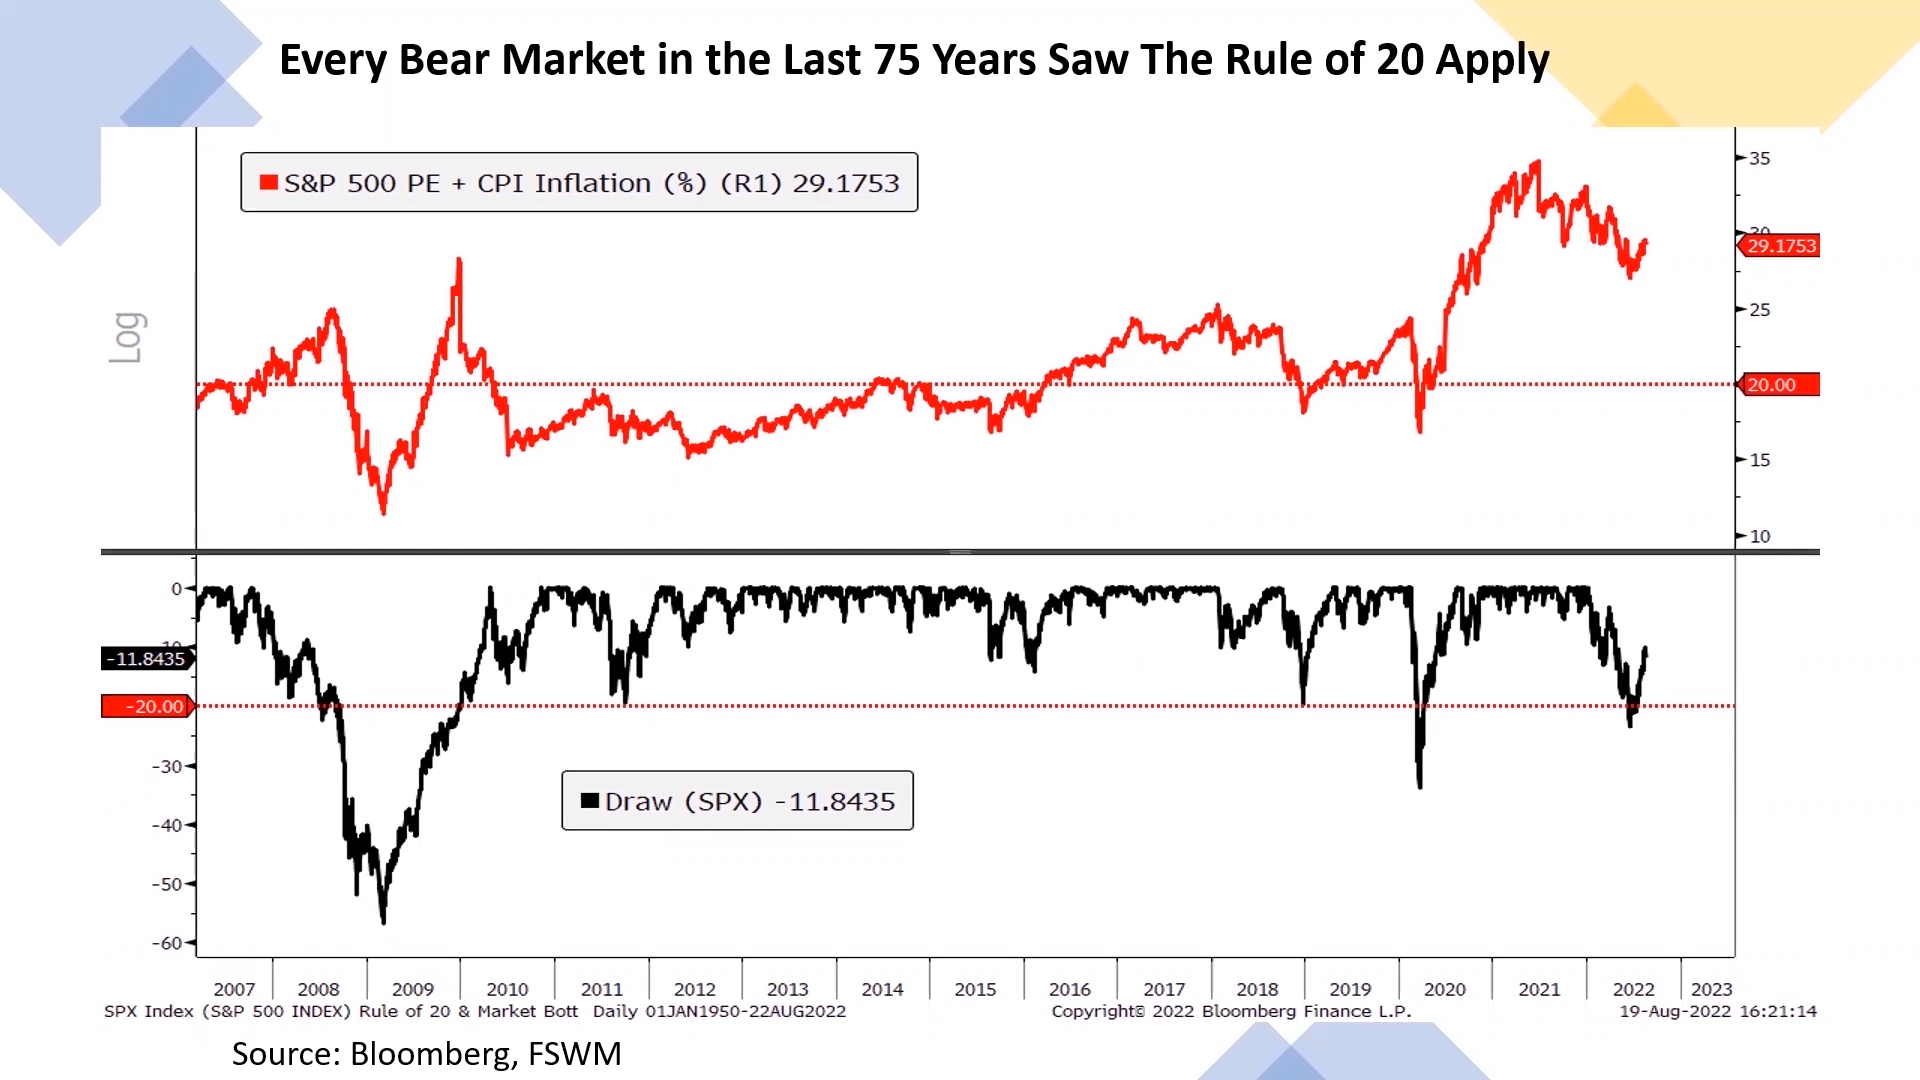 Every Bear Market in the Last 75 Years Saw The Rule of 20 Apply
S&P 500 PE + CPI Inflation (%) (R1) 29.1753
Log
35
30
29.1753
25
20.00
15
10
0
-10
-11.8435
-20.00
-30
-40
-50
-60
Draw (SPX) -11.8435
2007 2008 2009 2010 2011 2012 2013 2014 2015 2016 2017 2018 2019 2020 2021 2022 2023
SPX Index (S&P 500 INDEX) Rule of 20 & Market Bott Daily 01JAN1950-22AUG2022 Copyright© 2022 Bloomberg Finance L.P. 19-Aug-2022 16:21:14
Source: Bloomberg, FSWM